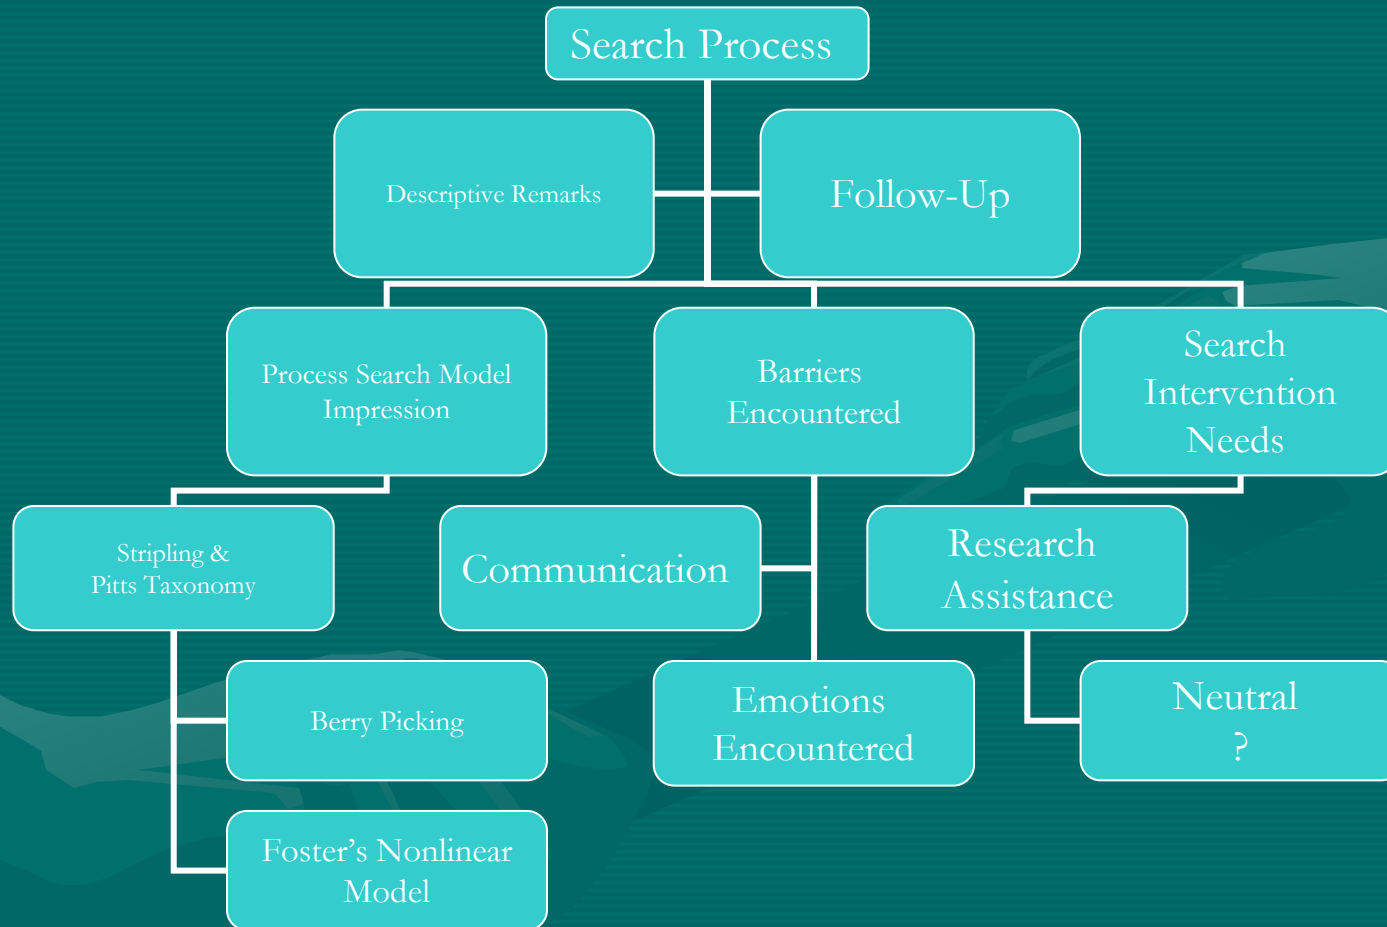 Search Process
Descriptive Remarks
Follow-Up
Process Search Model
Impression
Barriers
Encountered
Search
Intervention
Needs
Stripling &
Pitts Taxonomy
Communication
Research
Assistance
Berry Picking
Emotions
Encountered
Neutral
?
Foster's Nonlinear
Model